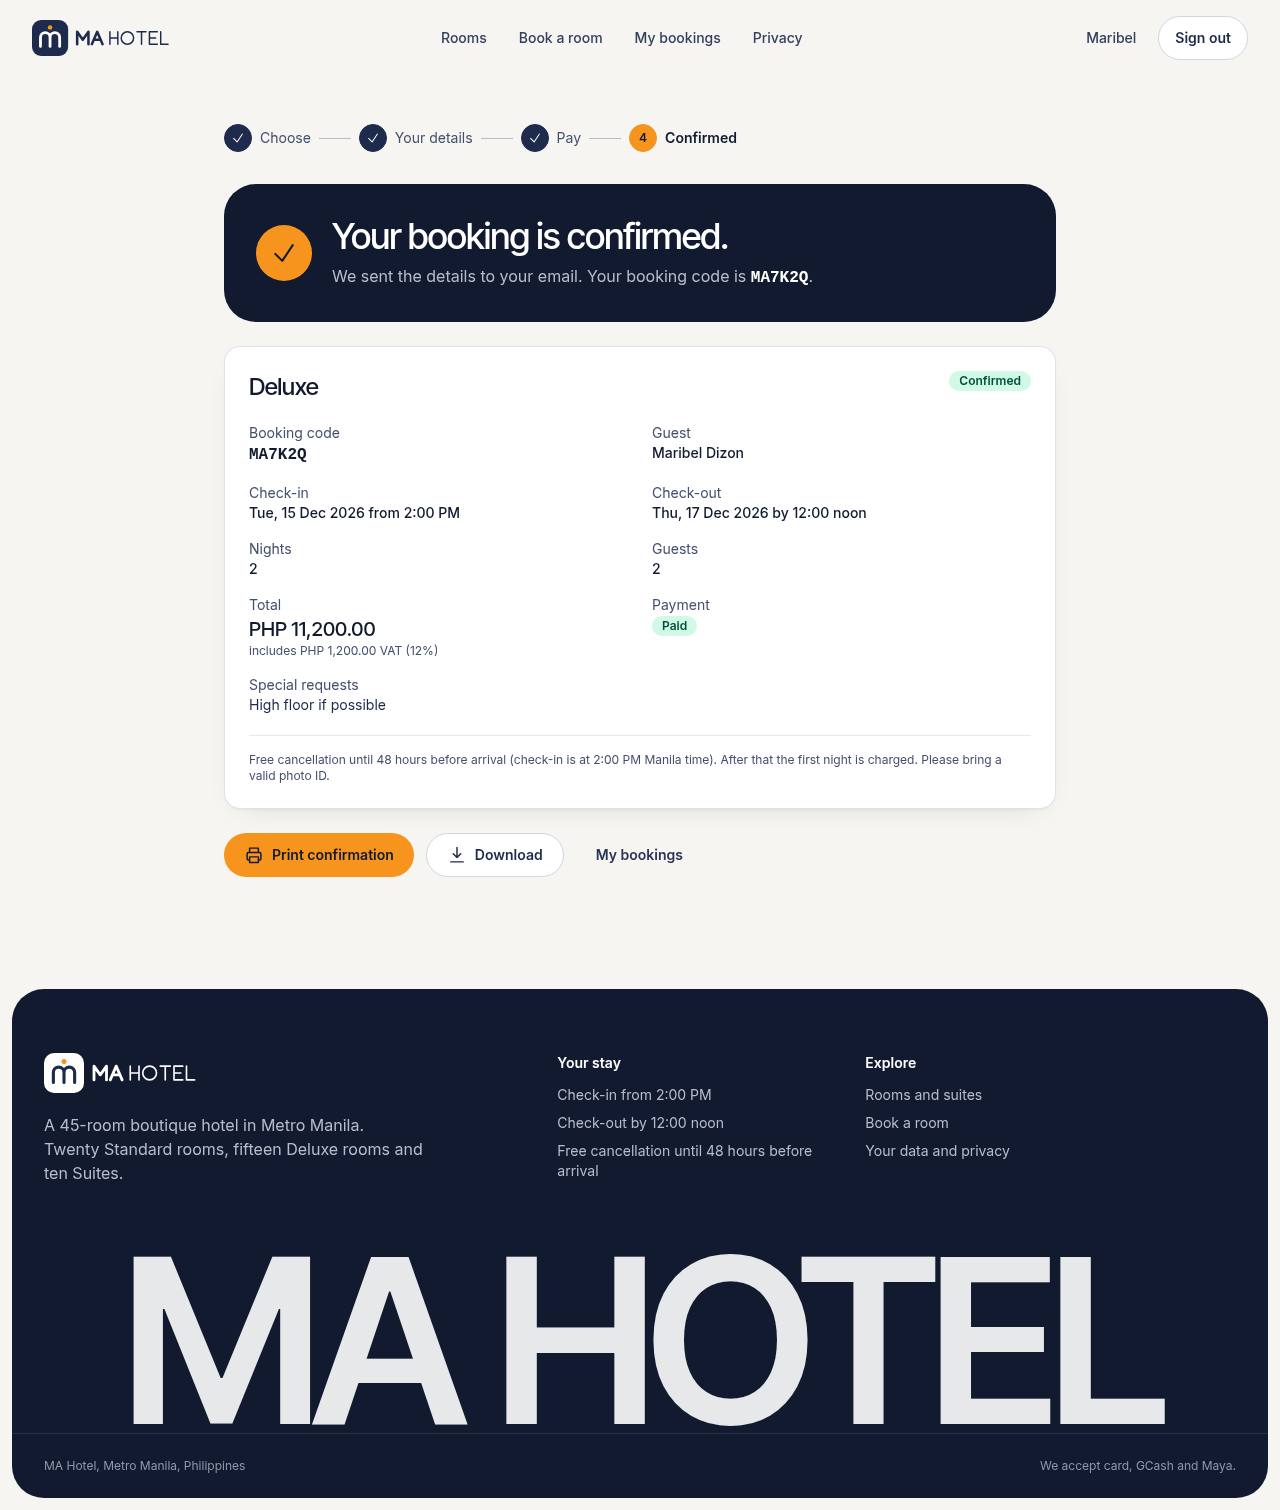 MA HOTEL
Rooms
Book a room
My bookings
Privacy
Maribel
Sign out
Choose
Your details
Pay
4
Confirmed
Your booking is confirmed.
We sent the details to your email. Your booking code is MA7K2Q.
Deluxe
Confirmed
Booking code
MA7K2Q
Guest
Maribel Dizon
Check-in
Tue, 15 Dec 2026 from 2:00 PM
Check-out
Thu, 17 Dec 2026 by 12:00 noon
Nights
2
Guests
2
Total
PHP 11,200.00
includes PHP 1,200.00 VAT (12%)
Payment
Paid
Special requests
High floor if possible
Free cancellation until 48 hours before arrival (check-in is at 2:00 PM Manila time). After that the first night is charged. Please bring a
valid photo ID.
Print confirmation
Download
My bookings
MA HOTEL
A 45-room boutique hotel in Metro Manila.
Twenty Standard rooms, fifteen Deluxe rooms and
ten Suites.
Your stay
Check-in from 2:00 PM
Check-out by 12:00 noon
Free cancellation until 48 hours before
arrival
Explore
Rooms and suites
Book a room
Your data and privacy
MA HOTEL
MA Hotel, Metro Manila, Philippines
We accept card, GCash and Maya.